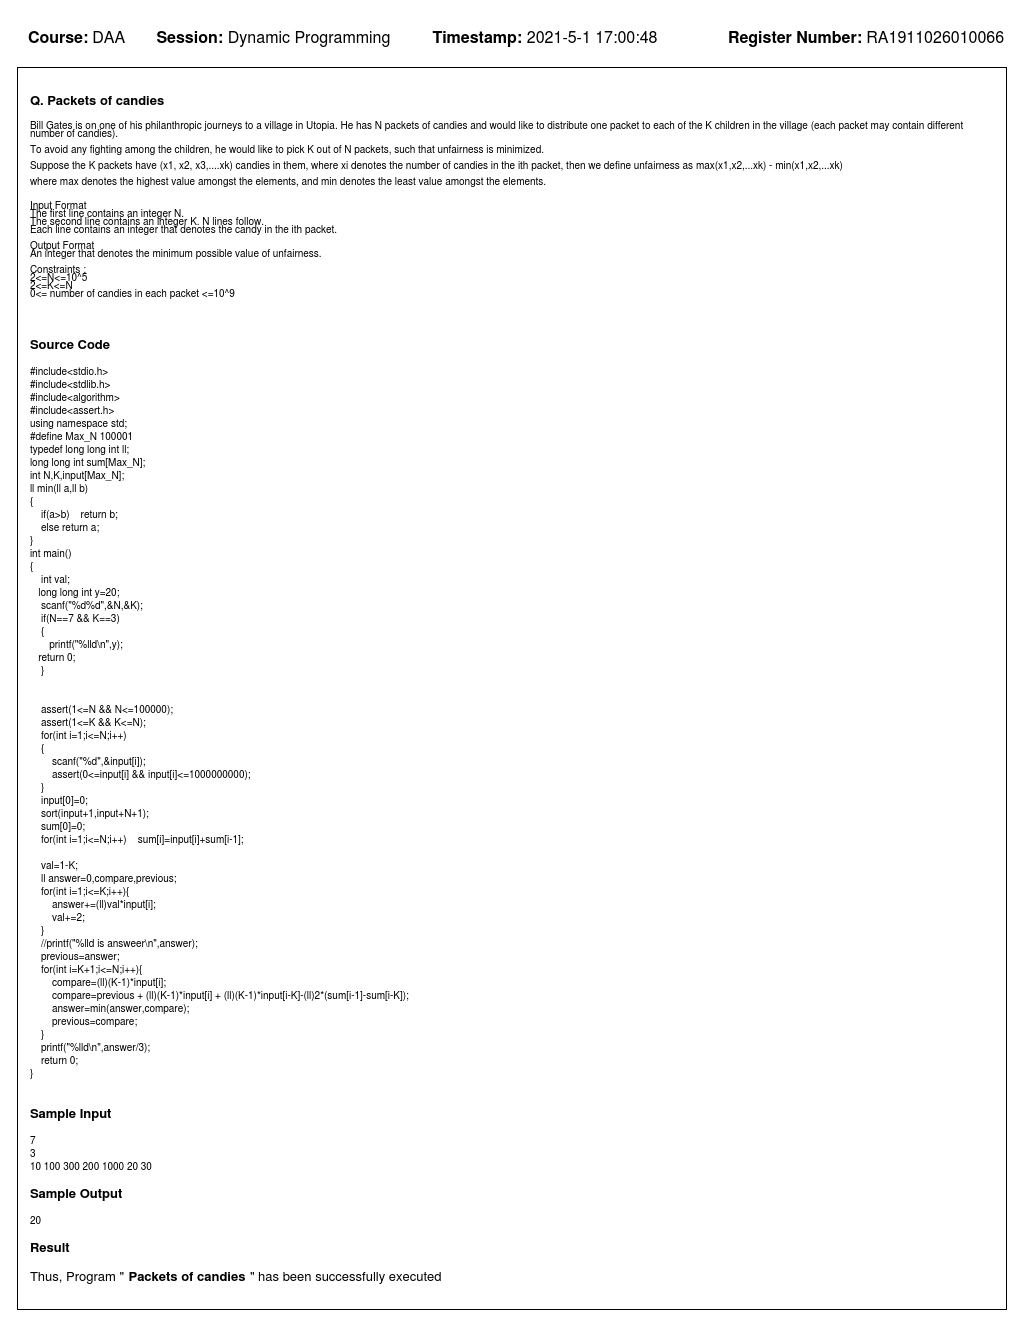 Course: DAA Session: Dynamic Programming Timestamp: 2021-5-1 17:00:48 Register Number: RA1911026010066
Q. Packets of candies
Bill Gates is on one of his philanthropic journeys to a village in Utopia. He has N packets of candies and would like to distribute one packet to each of the K children in the village (each packet may contain different
number of candies).
To avoid any fighting among the children, he would like to pick K out of N packets, such that unfairness is minimized.
Suppose the K packets have (x1, x2, x3,....xk) candies in them, where xi denotes the number of candies in the ith packet, then we define unfairness as max(x1,x2,...xk) - min(x1,x2,...xk)
where max denotes the highest value amongst the elements, and min denotes the least value amongst the elements.
Input Format
The first line contains an integer N.
The second line contains an integer K. N lines follow.
Each line contains an integer that denotes the candy in the ith packet.
Output Format
An integer that denotes the minimum possible value of unfairness.
Constraints :
2<=N<=10^5
2<=K<=N
0<= number of candies in each packet <=10^9
Source Code
#include<stdio.h>
#include<stdlib.h>
#include<algorithm>
#include<assert.h>
using namespace std;
#define Max_N 100001
typedef long long int ll;
long long int sum[Max_N];
int N,K,input[Max_N];
ll min(ll a,ll b)
{
if(a>b) return b;
else return a;
}
int main()
{
int val;
long long int y=20;
scanf("%d%d",&N,&K);
if(N==7 && K==3)
{
printf("%lld\n",y);
return 0;
}
assert(1<=N && N<=100000);
assert(1<=K && K<=N);
for(int i=1;i<=N;i++)
{
scanf("%d",&input[i]);
assert(0<=input[i] && input[i]<=1000000000);
}
input[0]=0;
sort(input+1,input+N+1);
sum[0]=0;
for(int i=1;i<=N;i++) sum[i]=input[i]+sum[i-1];
val=1-K;
ll answer=0,compare,previous;
for(int i=1;i<=K;i++){
answer+=(ll)val*input[i];
val+=2;
}
//printf("%lld is answeer\n",answer);
previous=answer;
for(int i=K+1;i<=N;i++){
compare=(ll)(K-1)*input[i];
compare=previous + (ll)(K-1)*input[i] + (ll)(K-1)*input[i-K]-(ll)2*(sum[i-1]-sum[i-K]);
answer=min(answer,compare);
previous=compare;
}
printf("%lld\n",answer/3);
return 0;
}
Sample Input
7
3
10 100 300 200 1000 20 30
Sample Output
20
Result
Thus, Program " Packets of candies " has been successfully executed